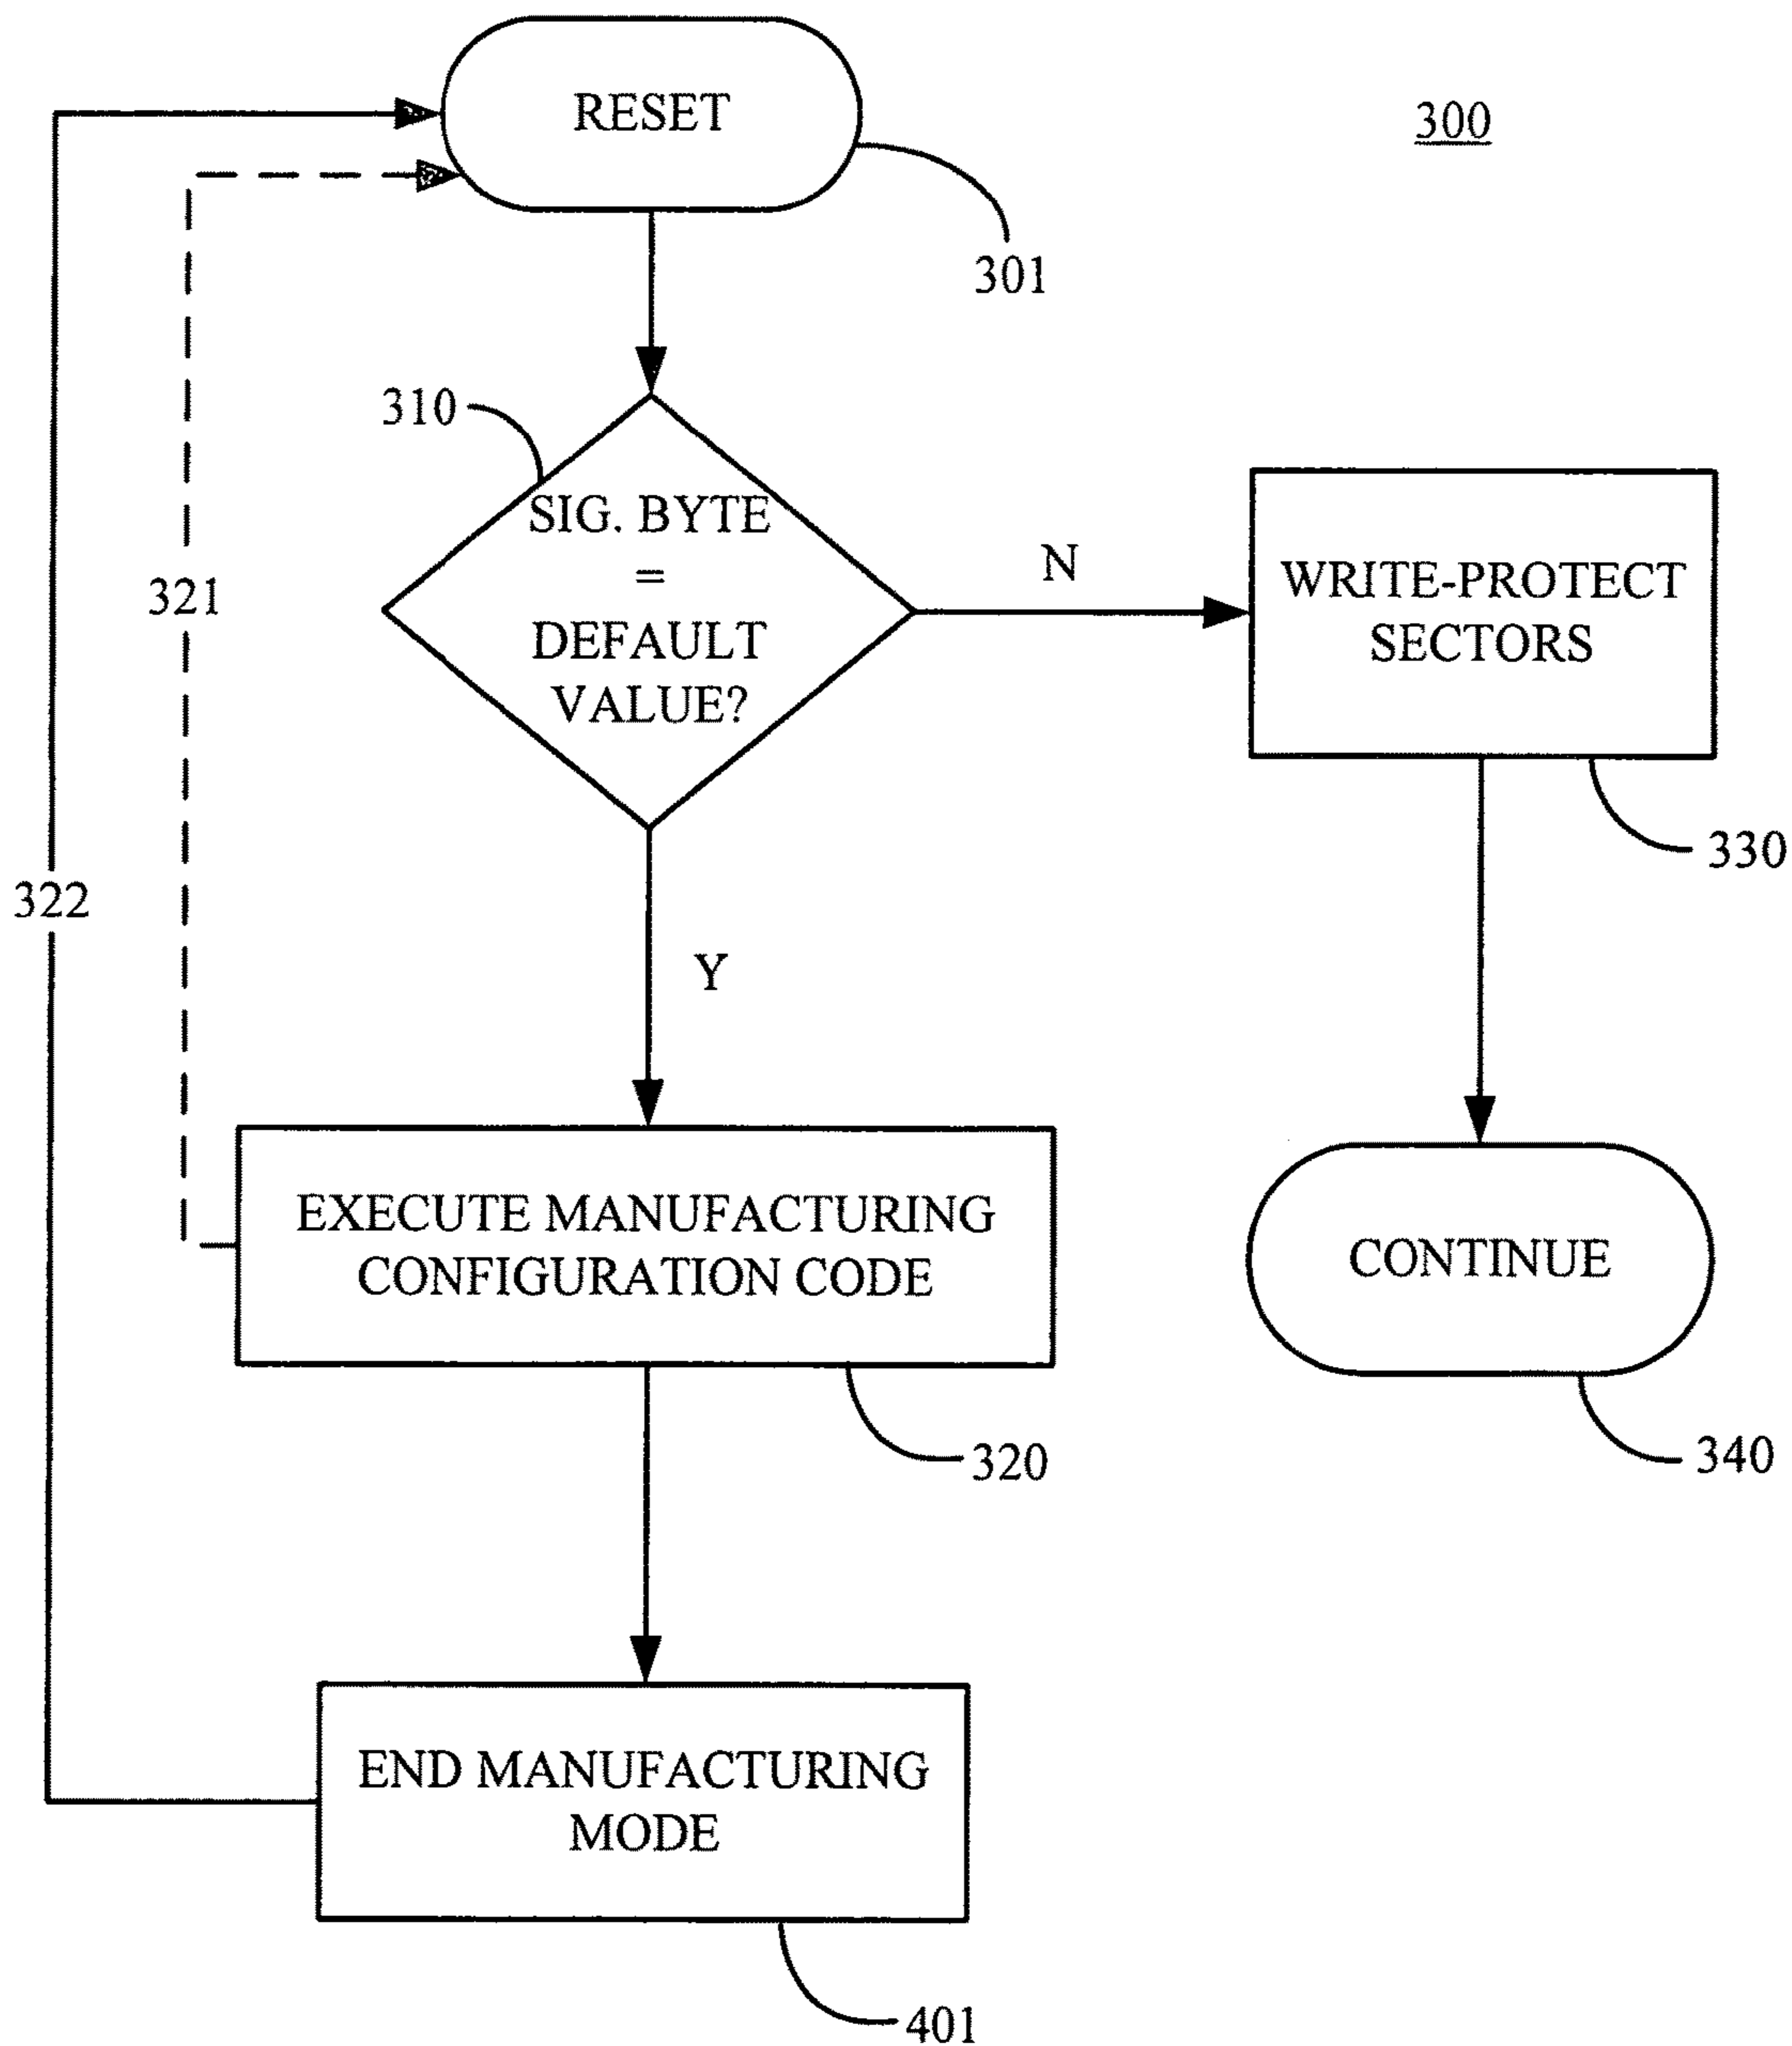 RESET
300
301
310
SIG. BYTE
=
DEFAULT
VALUE?
N
WRITE-PROTECT
SECTORS
321
330
322
Y
EXECUTE MANUFACTURING
CONFIGURATION CODE
CONTINUE
320
340
END MANUFACTURING
MODE
401